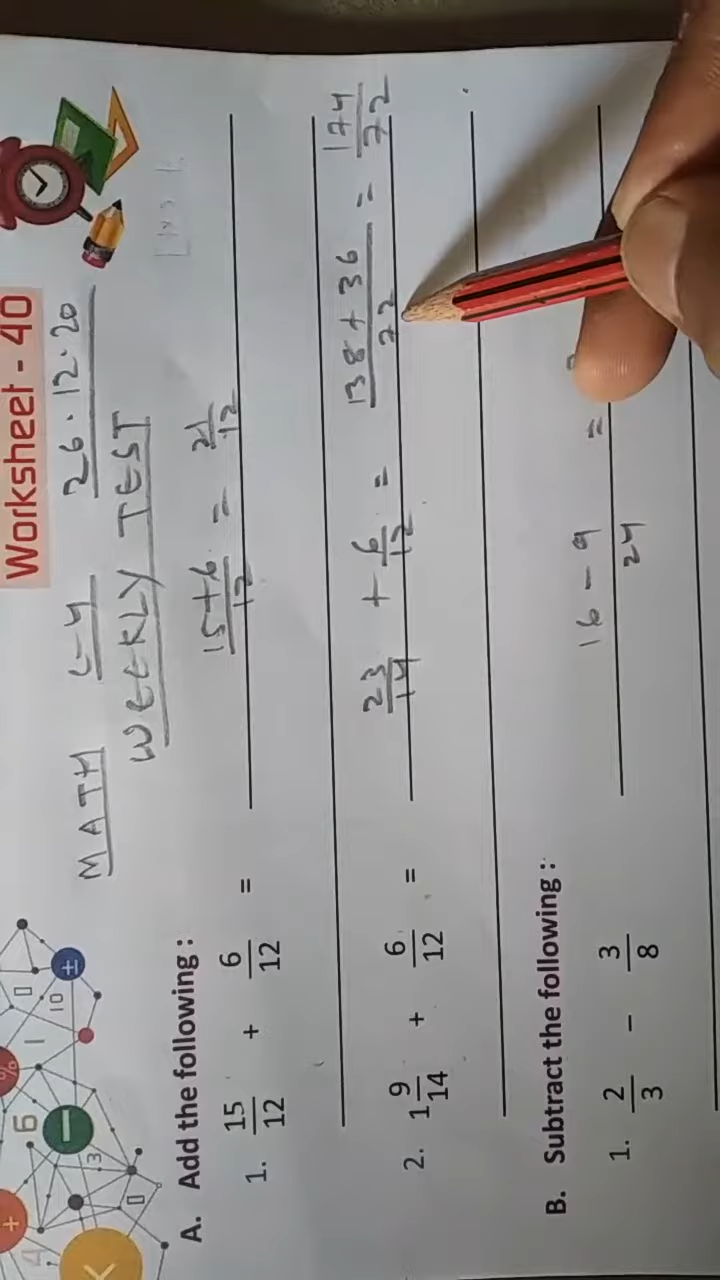 Worksheet - 40
MATH L-4 26.12.20
WEEKLY TEST
A. Add the following :
1. 15/12 + 6/12 = 15+6/12 = 21/12
2. 1 9/14 + 6/12 = 23/14 + 6/12 = 138+36/72 = 174/72
B. Subtract the following :
1. 2/3 - 3/8 16-9/24 =